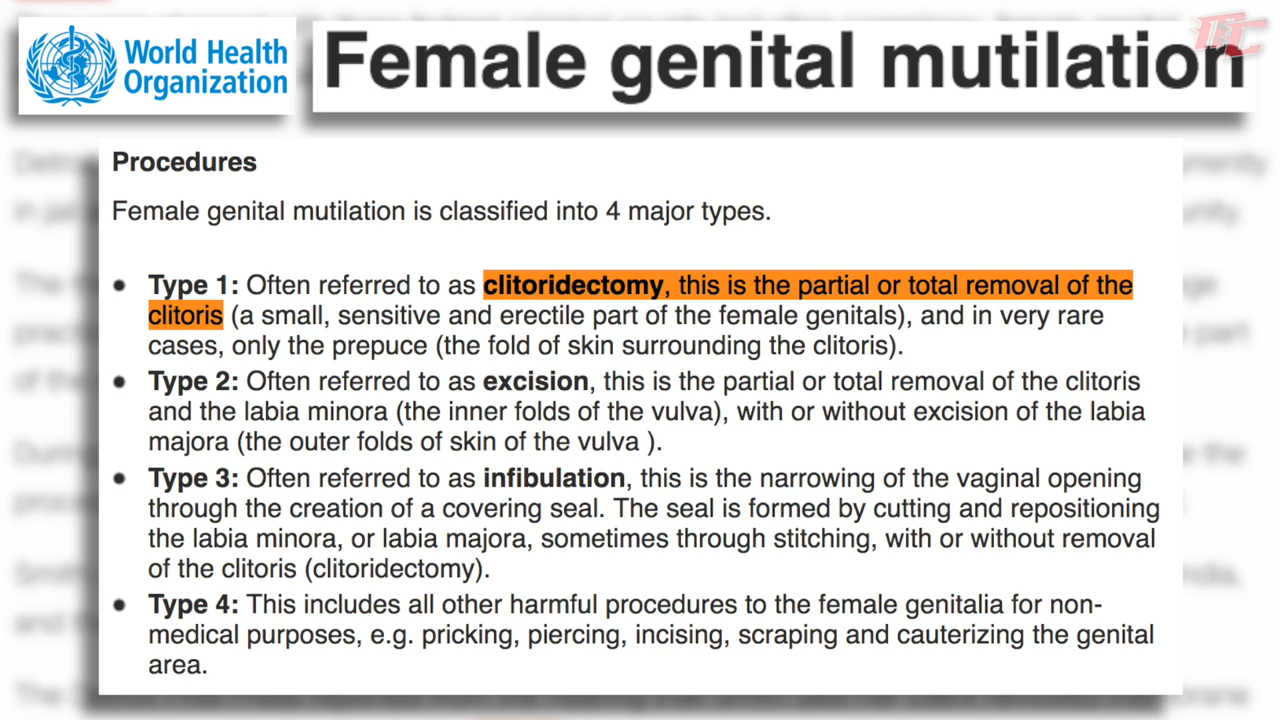 World Health
Organization
Female genital mutilation
Procedures
Female genital mutilation is classified into 4 major types.
Type 1: Often referred to as clitoridectomy, this is the partial or total removal of the
clitoris (a small, sensitive and erectile part of the female genitals), and in very rare
cases, only the prepuce (the fold of skin surrounding the clitoris).
Type 2: Often referred to as excision, this is the partial or total removal of the clitoris
and the labia minora (the inner folds of the vulva), with or without excision of the labia
majora (the outer folds of skin of the vulva ).
Type 3: Often referred to as infibulation, this is the narrowing of the vaginal opening
through the creation of a covering seal. The seal is formed by cutting and repositioning
the labia minora, or labia majora, sometimes through stitching, with or without removal
of the clitoris (clitoridectomy).
Type 4: This includes all other harmful procedures to the female genitalia for non-
medical purposes, e.g. pricking, piercing, incising, scraping and cauterizing the genital
area.